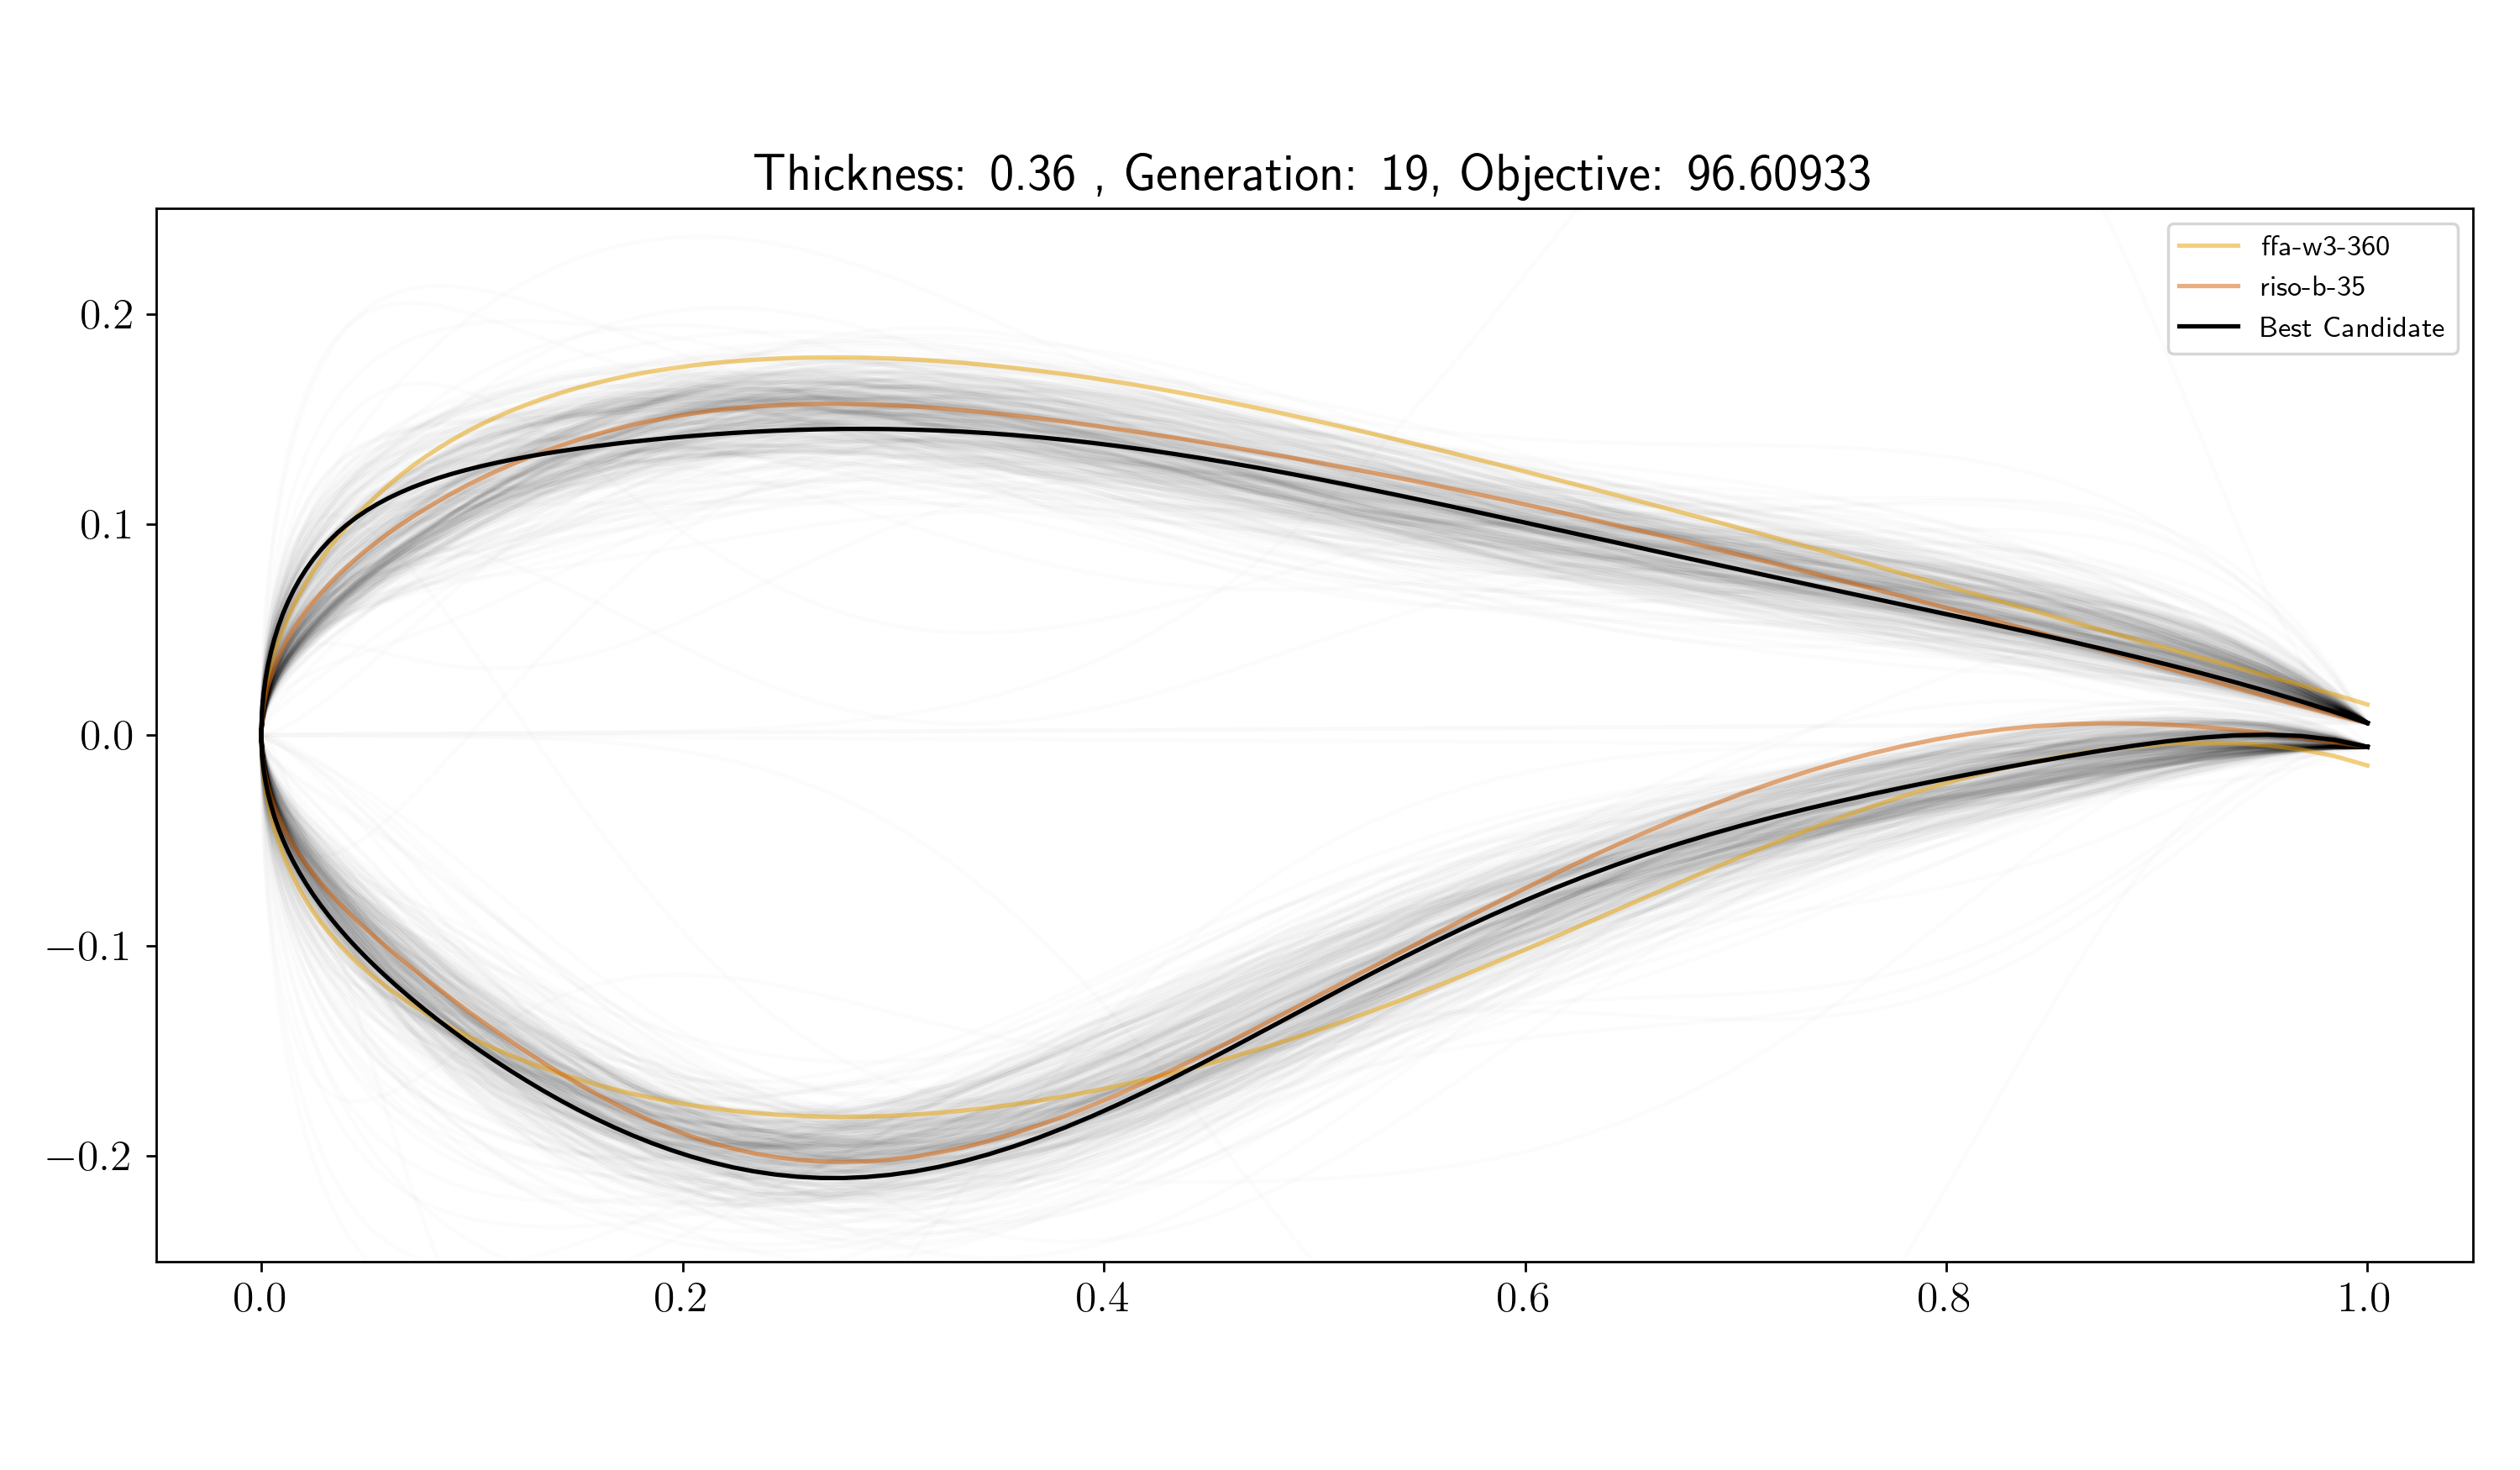 Thickness: 0.36 , Generation: 19, Objective: 96.60933
ffa-w3-360
riso-b-35
Best Candidate
0.2
0.1
0.0
−0.1
−0.2
0.0 0.2 0.4 0.6 0.8 1.0